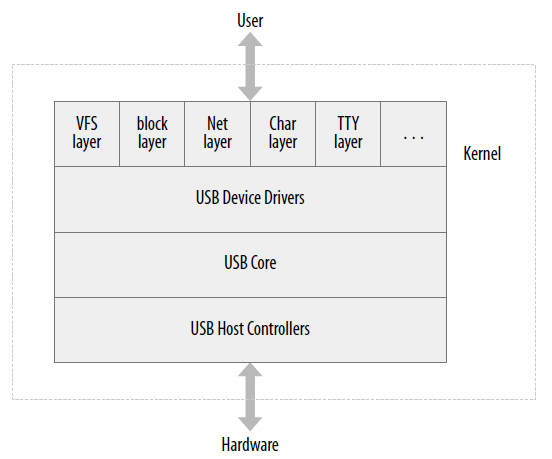 User
VFS
layer
block
layer
Net
layer
Char
layer
TTY
layer
. . .
Kernel
USB Device Drivers
USB Core
USB Host Controllers
Hardware